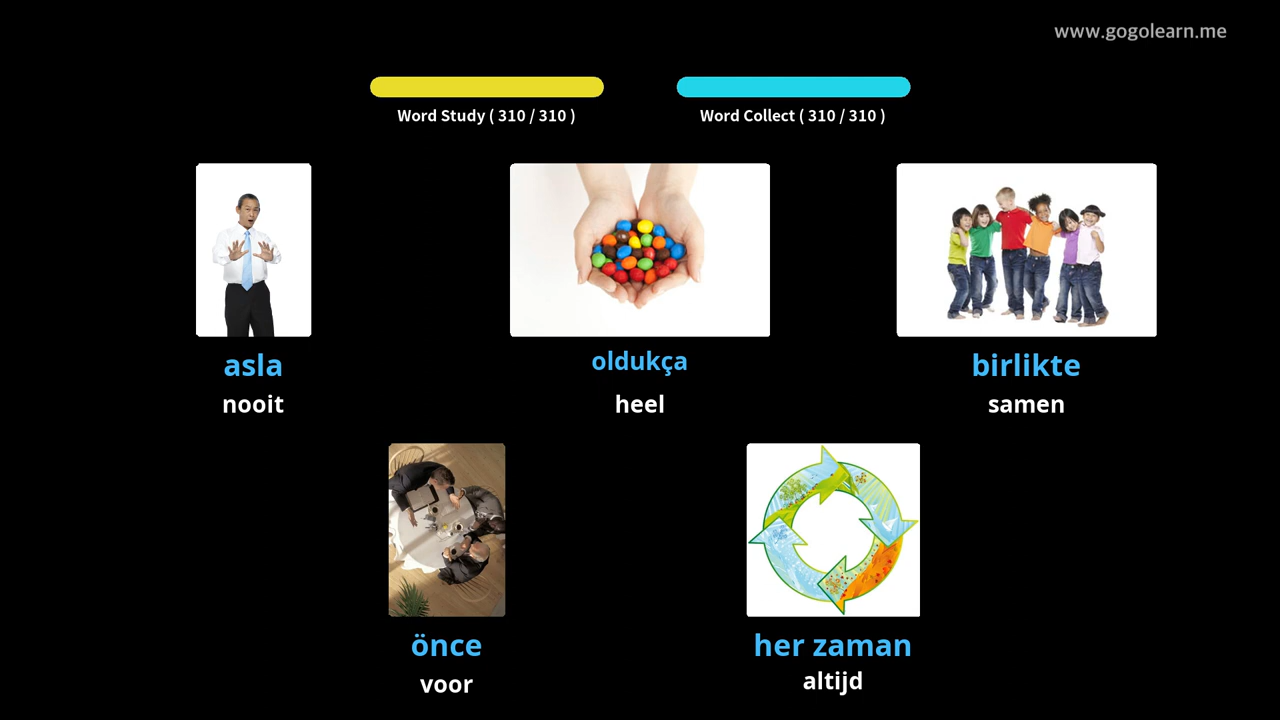 www.gogolearn.me
Word Study ( 310 / 310 )
Word Collect ( 310 / 310 )
asla
nooit
oldukça
heel
birlikte
samen
önce
voor
her zaman
altijd